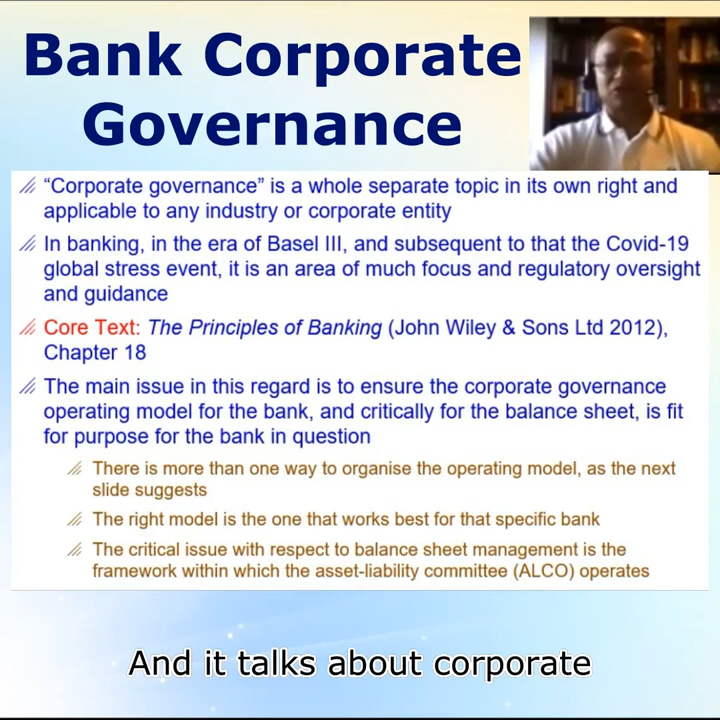 Bank Corporate
Governance
“Corporate governance” is a whole separate topic in its own right and
applicable to any industry or corporate entity
In banking, in the era of Basel III, and subsequent to that the Covid-19
global stress event, it is an area of much focus and regulatory oversight
and guidance
Core Text: The Principles of Banking (John Wiley & Sons Ltd 2012),
Chapter 18
The main issue in this regard is to ensure the corporate governance
operating model for the bank, and critically for the balance sheet, is fit
for purpose for the bank in question
There is more than one way to organise the operating model, as the next
slide suggests
The right model is the one that works best for that specific bank
The critical issue with respect to balance sheet management is the
framework within which the asset-liability committee (ALCO) operates
And it talks about corporate